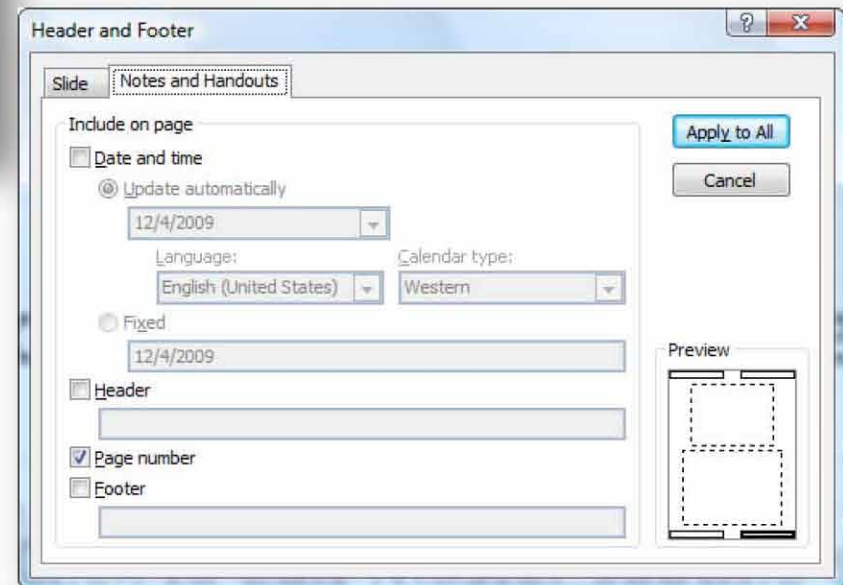 Header and Footer
Slide
Notes and Handouts
Include on page
Date and time
Update automatically
12/4/2009
Language:
Calendar type:
English (United States)
Western
Fixed
12/4/2009
Header
Page number
Footer
Apply to All
Cancel
Preview